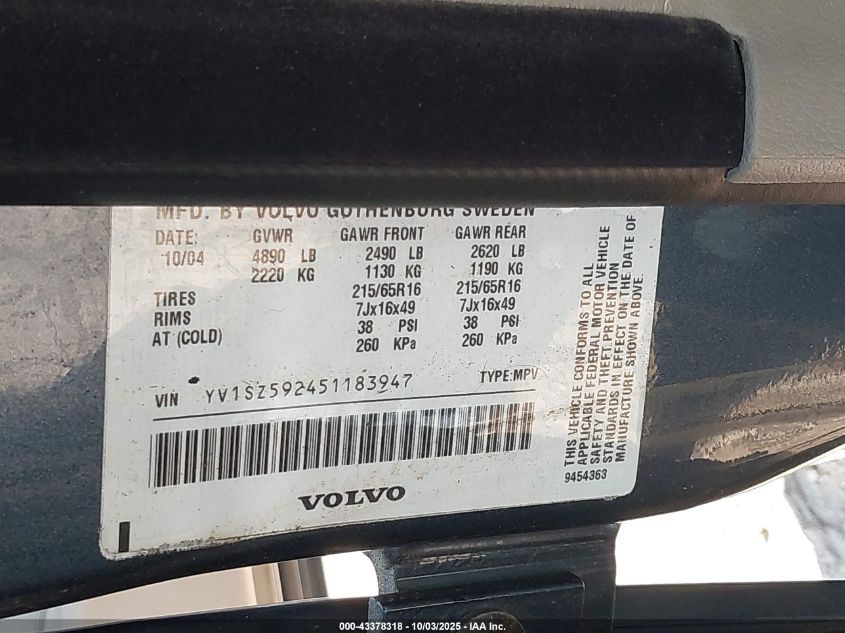 MFD. BY VOLVO GOTHENBURG SWEDEN
DATE: GVWR GAWR FRONT GAWR REAR
10/04 4890 LB 2490 LB 2620 LB
2220 KG 1130 KG 1190 KG
TIRES 215/65R16 215/65R16
RIMS 7Jx16x49 7Jx16x49
AT (COLD) 38 PSI 38 PSI
260 KPa 260 KPa
VIN YV1SZ592451183947 TYPE:MPV
VOLVO
THIS VEHICLE CONFORMS TO ALL
APPLICABLE FEDERAL MOTOR VEHICLE
SAFETY AND THEFT PREVENTION
STANDARDS IN EFFECT ON THE DATE OF
MANUFACTURE SHOWN ABOVE.
9454363
000-43378318 - 10/03/2025 - IAA Inc.